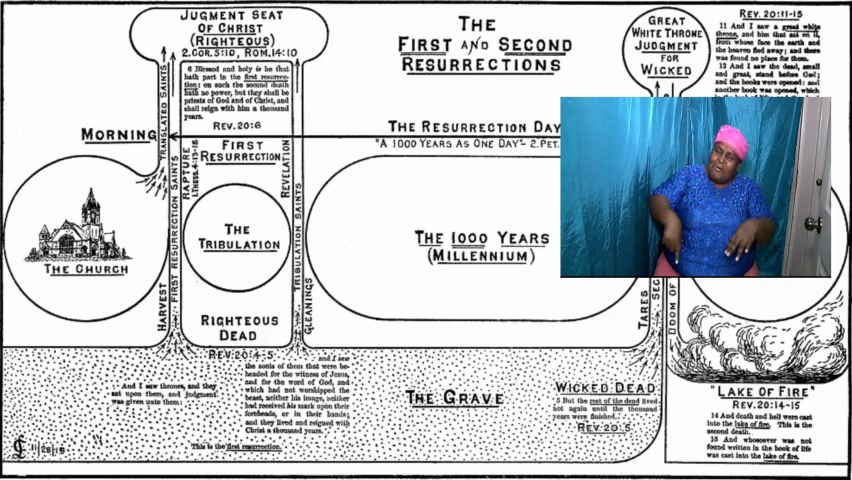 JUGMENT SEAT
OF CHRIST
(RIGHTEOUS)
2.COR.5:10, ROM.14:10
THE
FIRST AND SECOND
RESURRECTIONS
GREAT
WHITE THRONE
JUDGMENT
FOR
WICKED
REV. 20:11-15
11 And I saw a great white
throne, and him that sat on it,
from whose face the earth and
the heaven fled away; and there
was found no place for them.
12 And I saw the dead, small
and great, stand before God;
and the books were opened: and
another book was opened, which
6 Blessed and holy is he that
hath part in the first resurrec-
tion; on such the second death
hath no power, but they shall be
priests of God and of Christ, and
shall reign with him a thousand
years.
REV. 20:6
MORNING
THE RESURRECTION DAY
"A 1000 YEARS AS ONE DAY"- 2.PET.
TRANSLATED SAINTS
FIRST RESURRECTION SAINTS
RAPTURE
FIRST
RESURRECTION
REVELATION
TRIBULATION SAINTS
THE CHURCH
THE
TRIBULATION
THE 1000 YEARS
(MILLENNIUM)
HARVEST
RIGHTEOUS
DEAD
GLEANINGS
TARES
SEC
DOOM OF
REV. 20:4-5
And I saw thrones, and they
sat upon them, and judgment
was given unto them:
and I saw
the souls of them that were be-
headed for the witness of Jesus,
and for the word of God, and
which had not worshipped the
beast, neither his image, neither
had received his mark upon their
foreheads, or in their hands;
and they lived and reigned with
Christ a thousand years.
This is the first resurrection.
THE GRAVE
WICKED DEAD
5 But the rest of the dead lived
not again until the thousand
years were finished.
REV. 20:5
"LAKE OF FIRE"
REV. 20:14-15
14 And death and hell were cast
into the lake of fire. This is the
second death.
15 And whosoever was not
found written in the book of life
was cast into the lake of fire.